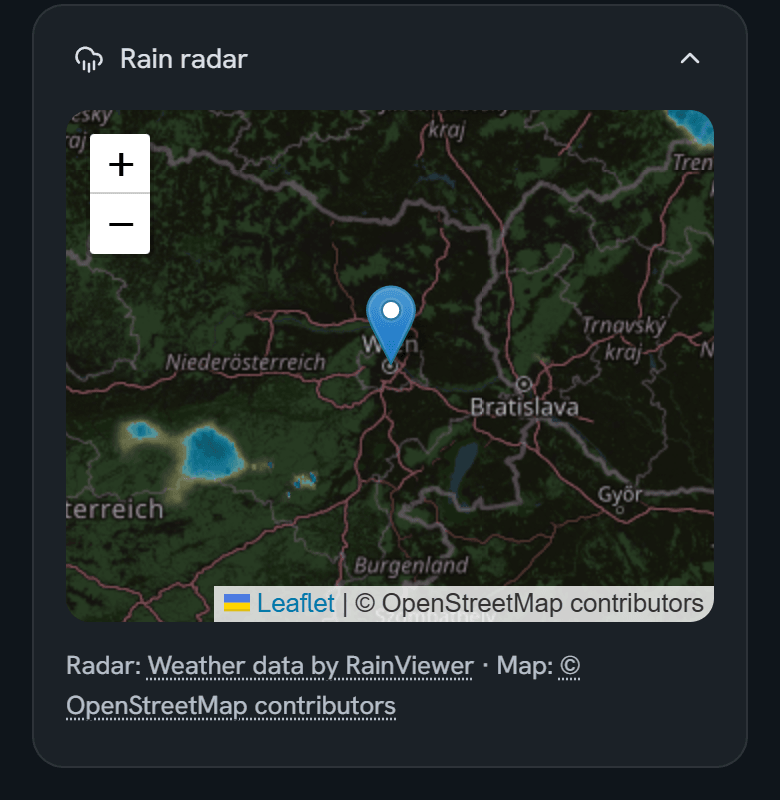 Rain radar
kraj
Tren
+
−
Trnavský
kraj
Wien
Niederösterreich
Bratislava
terreich
Győr
Burgenland
Leaflet | © OpenStreetMap contributors
Radar: Weather data by RainViewer · Map: ©
OpenStreetMap contributors